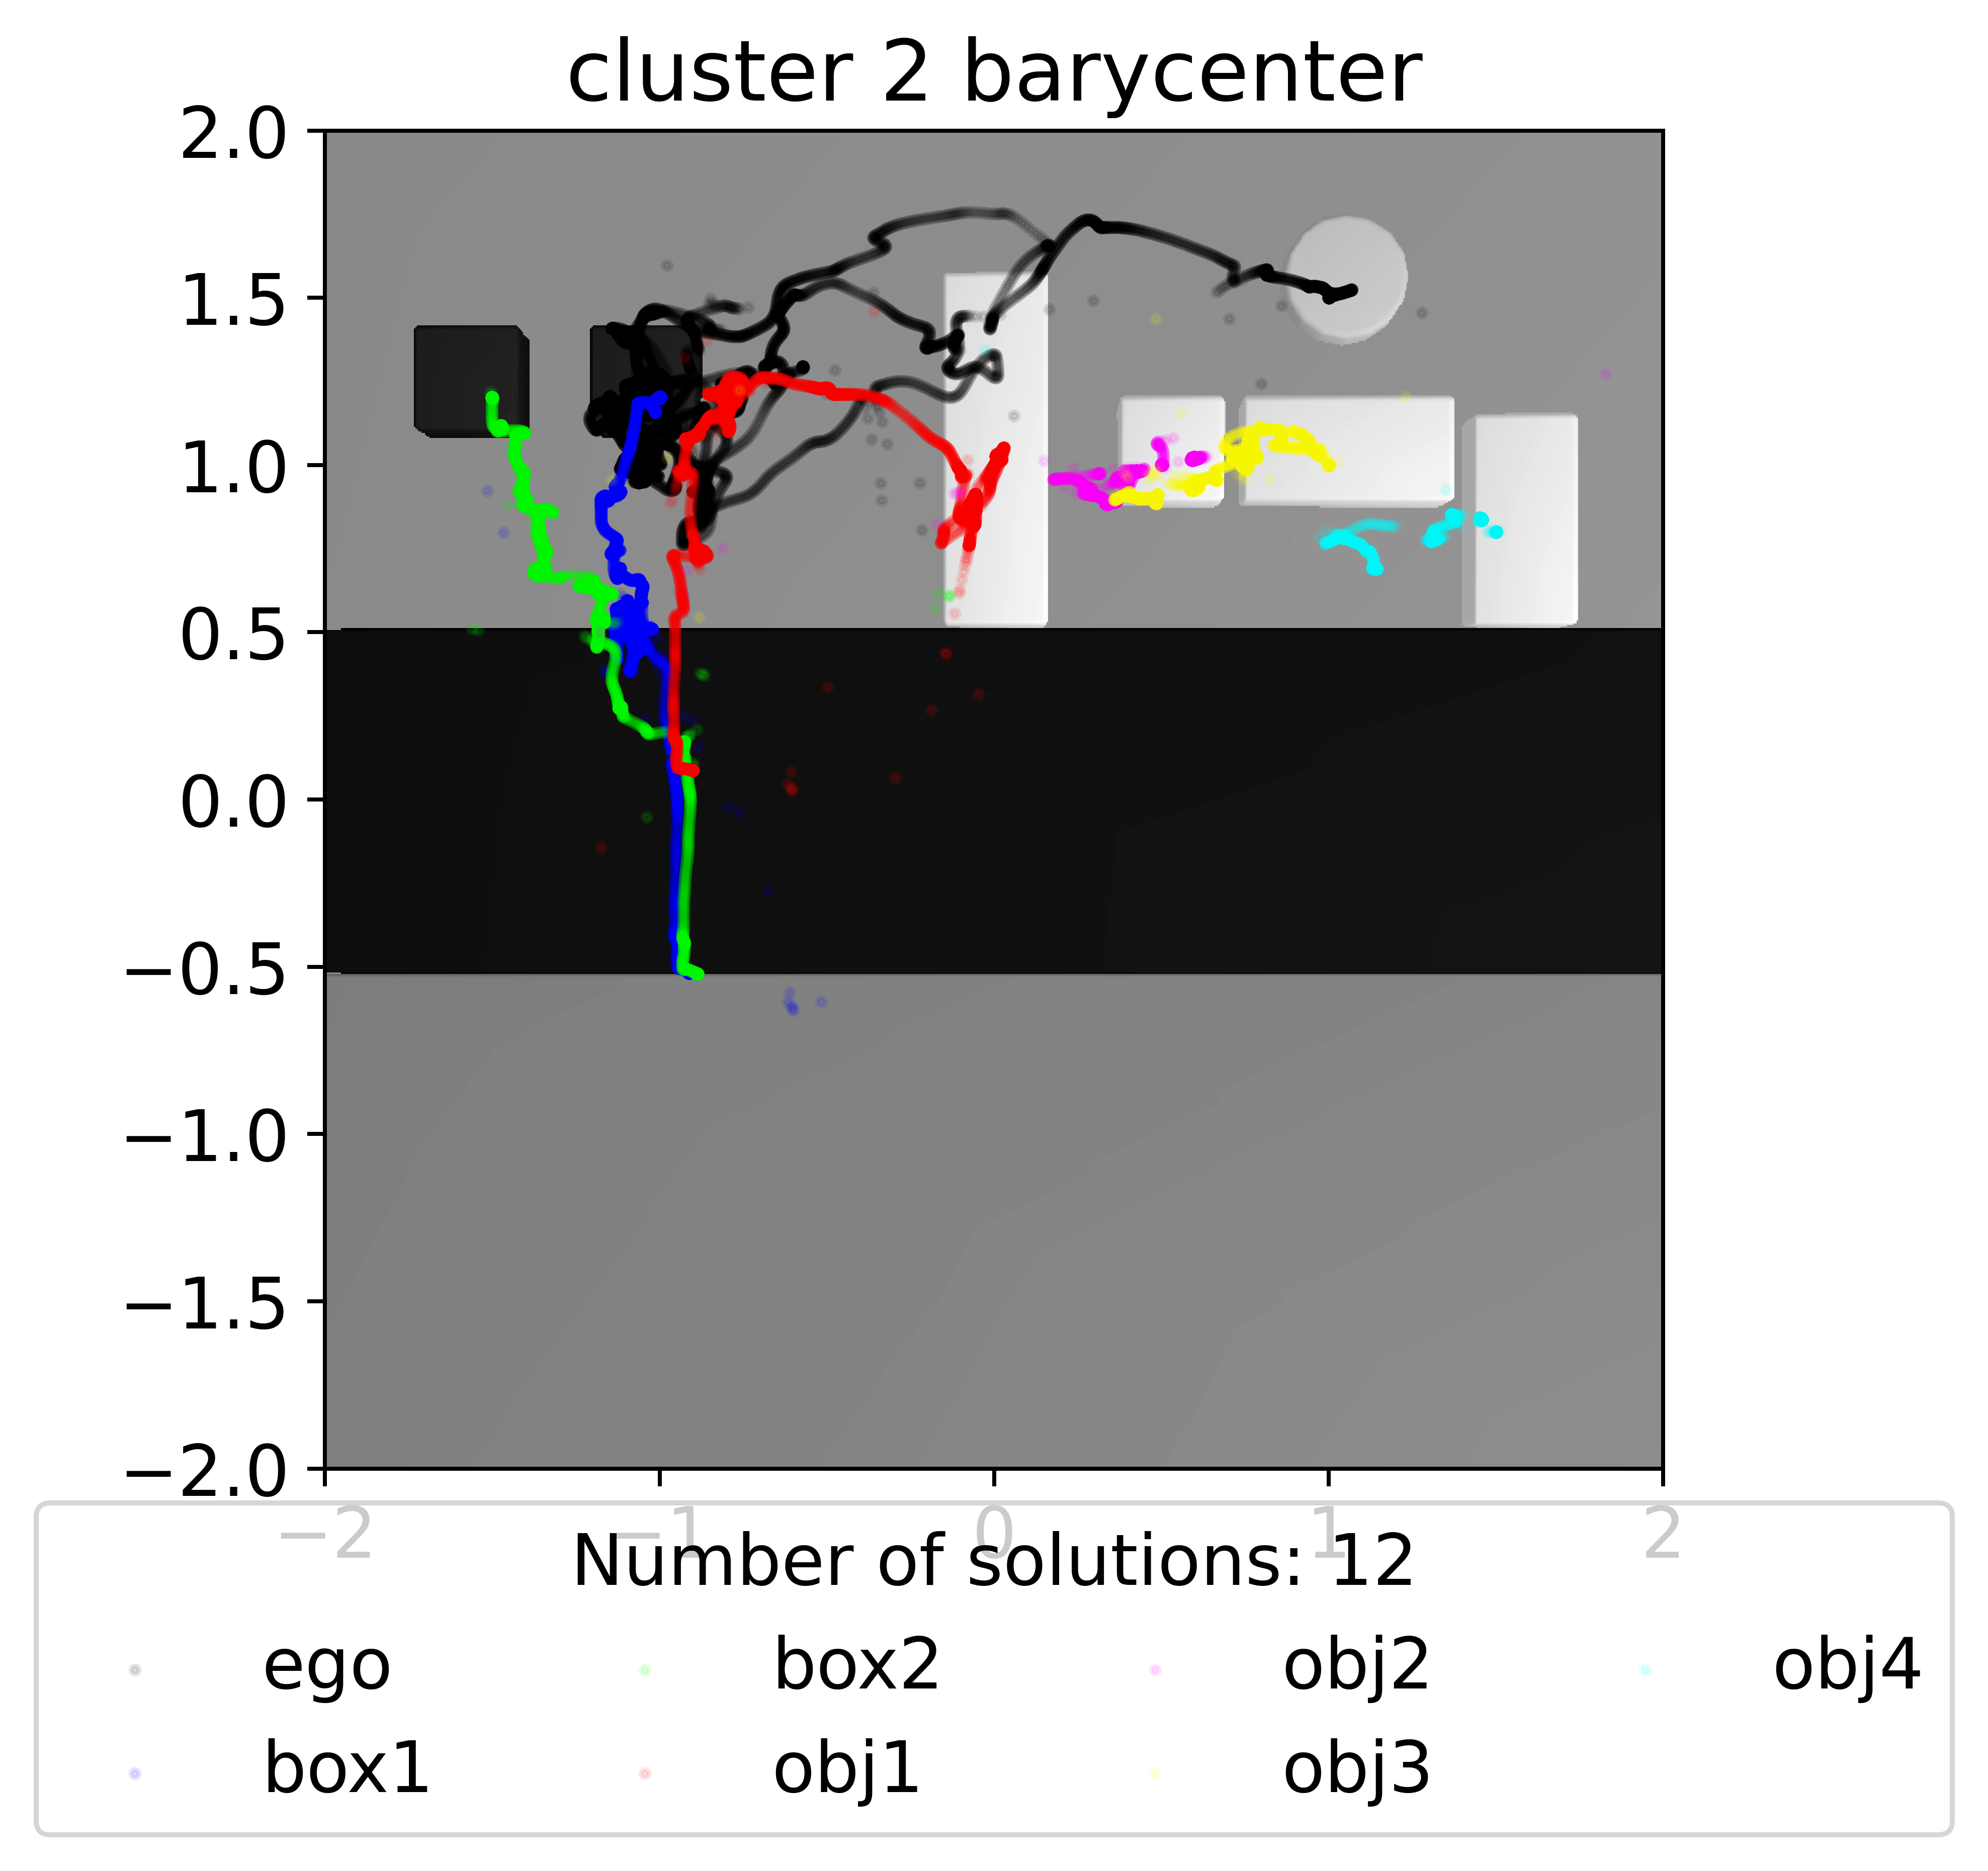 cluster 2 barycenter
2.0
1.5
1.0
0.5
0.0
−0.5
−1.0
−1.5
−2.0
−2 −1 0 1 2
Number of solutions: 12
ego box2 obj2 obj4
box1 obj1 obj3